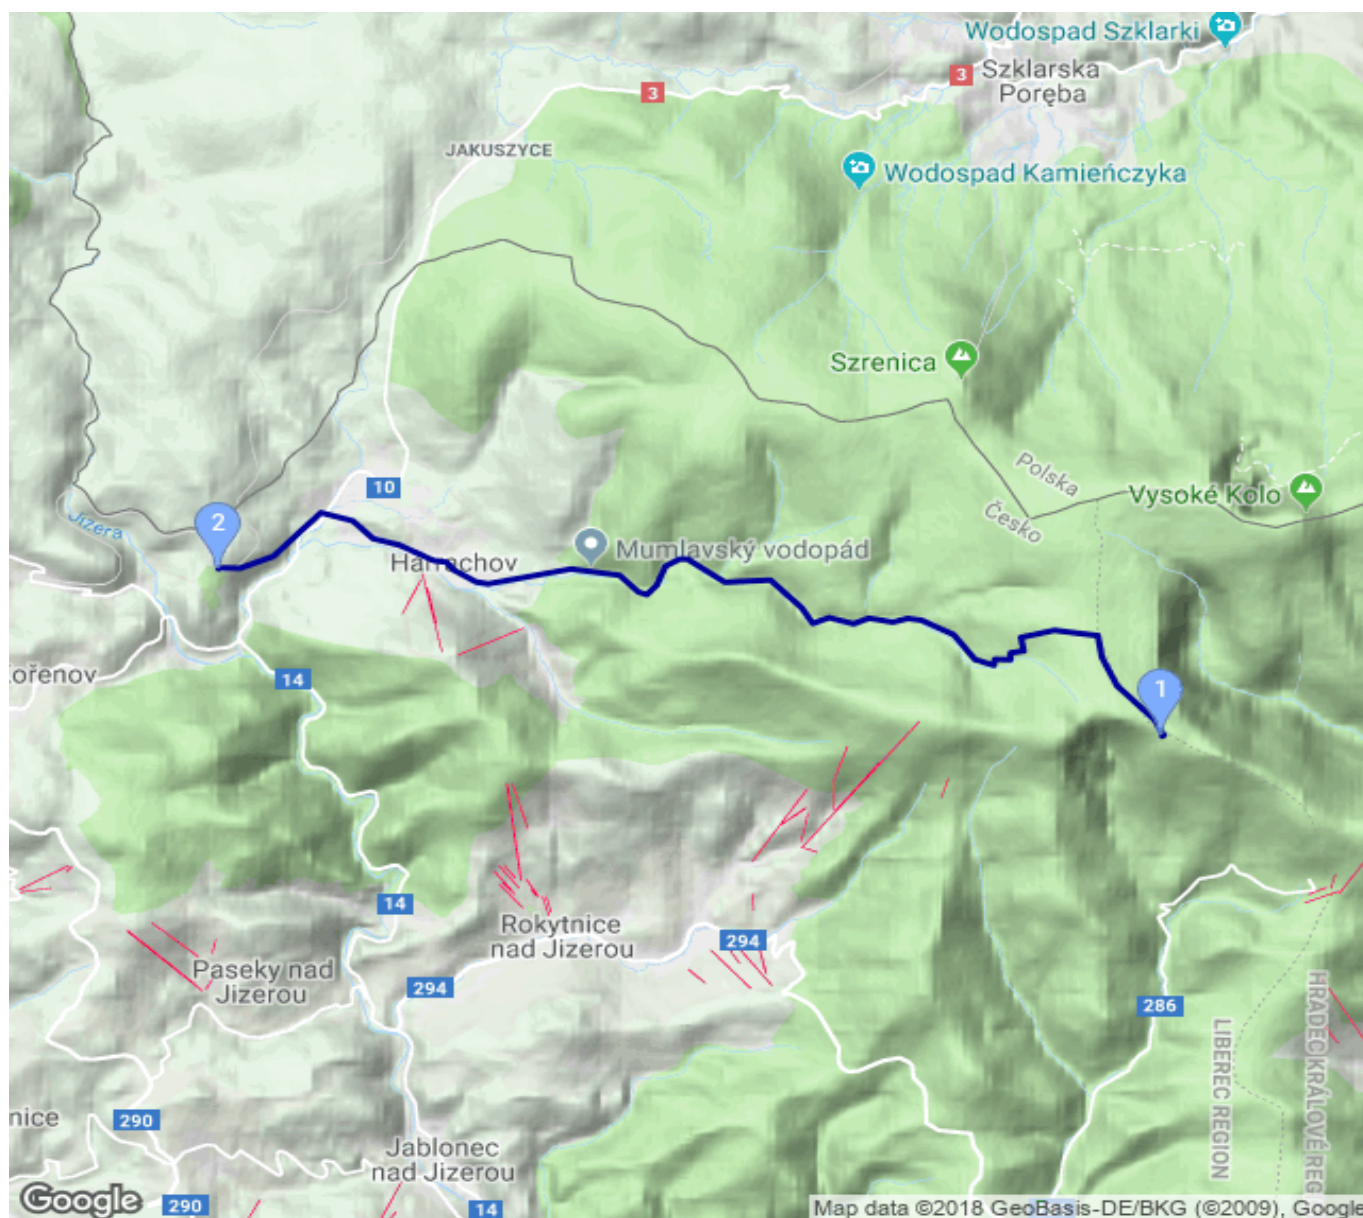 Wodospad Szklarki
3
3
Szklarska
Poręba
JAKUSZYCE
Wodospad Kamieńczyka
Szrenica
Polska
Vysoké Kolo
Česko
10
Jizera
2
Mumlavský vodopád
Harrachov
ořenov
14
1
14
Rokytnice
nad Jizerou
294
Paseky nad
Jizerou
294
286
HRADEC KRÁLOVÉ REG
LIBEREC REGION
nice
290
Jablonec
nad Jizerou
Google
290
14
Map data ©2018 GeoBasis-DE/BKG (©2009), Google